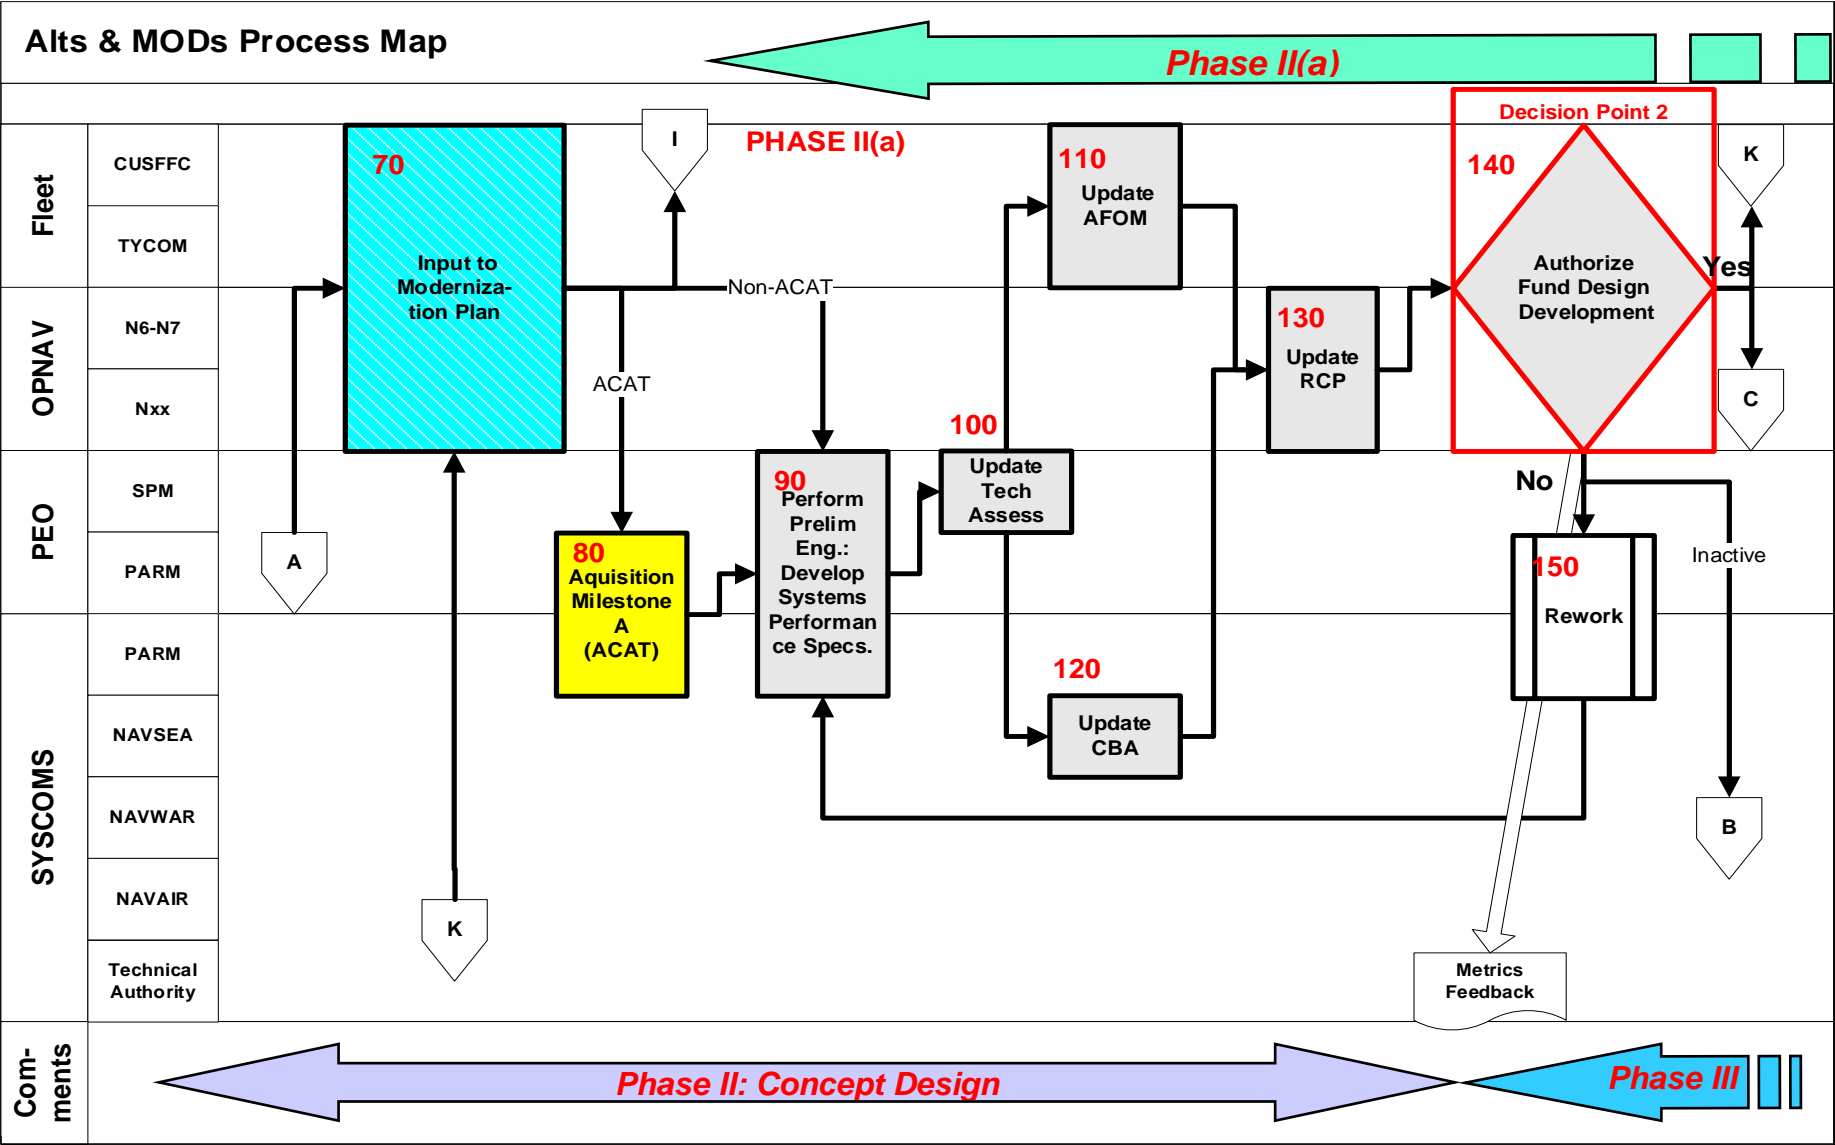 Alts & MODs Process Map
Phase II(a)
Decision Point 2
PHASE II(a)
Fleet
CUSFFC
TYCOM
OPNAV
N6-N7
Nxx
PEO
SPM
PARM
SYSCOMS
PARM
NAVSEA
NAVWAR
NAVAIR
Technical
Authority
Com-
ments
70
Input to
Moderniza-
tion Plan
I
A
K
Non-ACAT
ACAT
80
Aquisition
Milestone
A
(ACAT)
90
Perform
Prelim
Eng.:
Develop
Systems
Performan
ce Specs.
100
Update
Tech
Assess
110
Update
AFOM
120
Update
CBA
130
Update
RCP
140
Authorize
Fund Design
Development
Yes
K
C
No
150
Rework
Inactive
B
Metrics
Feedback
Phase II: Concept Design
Phase III